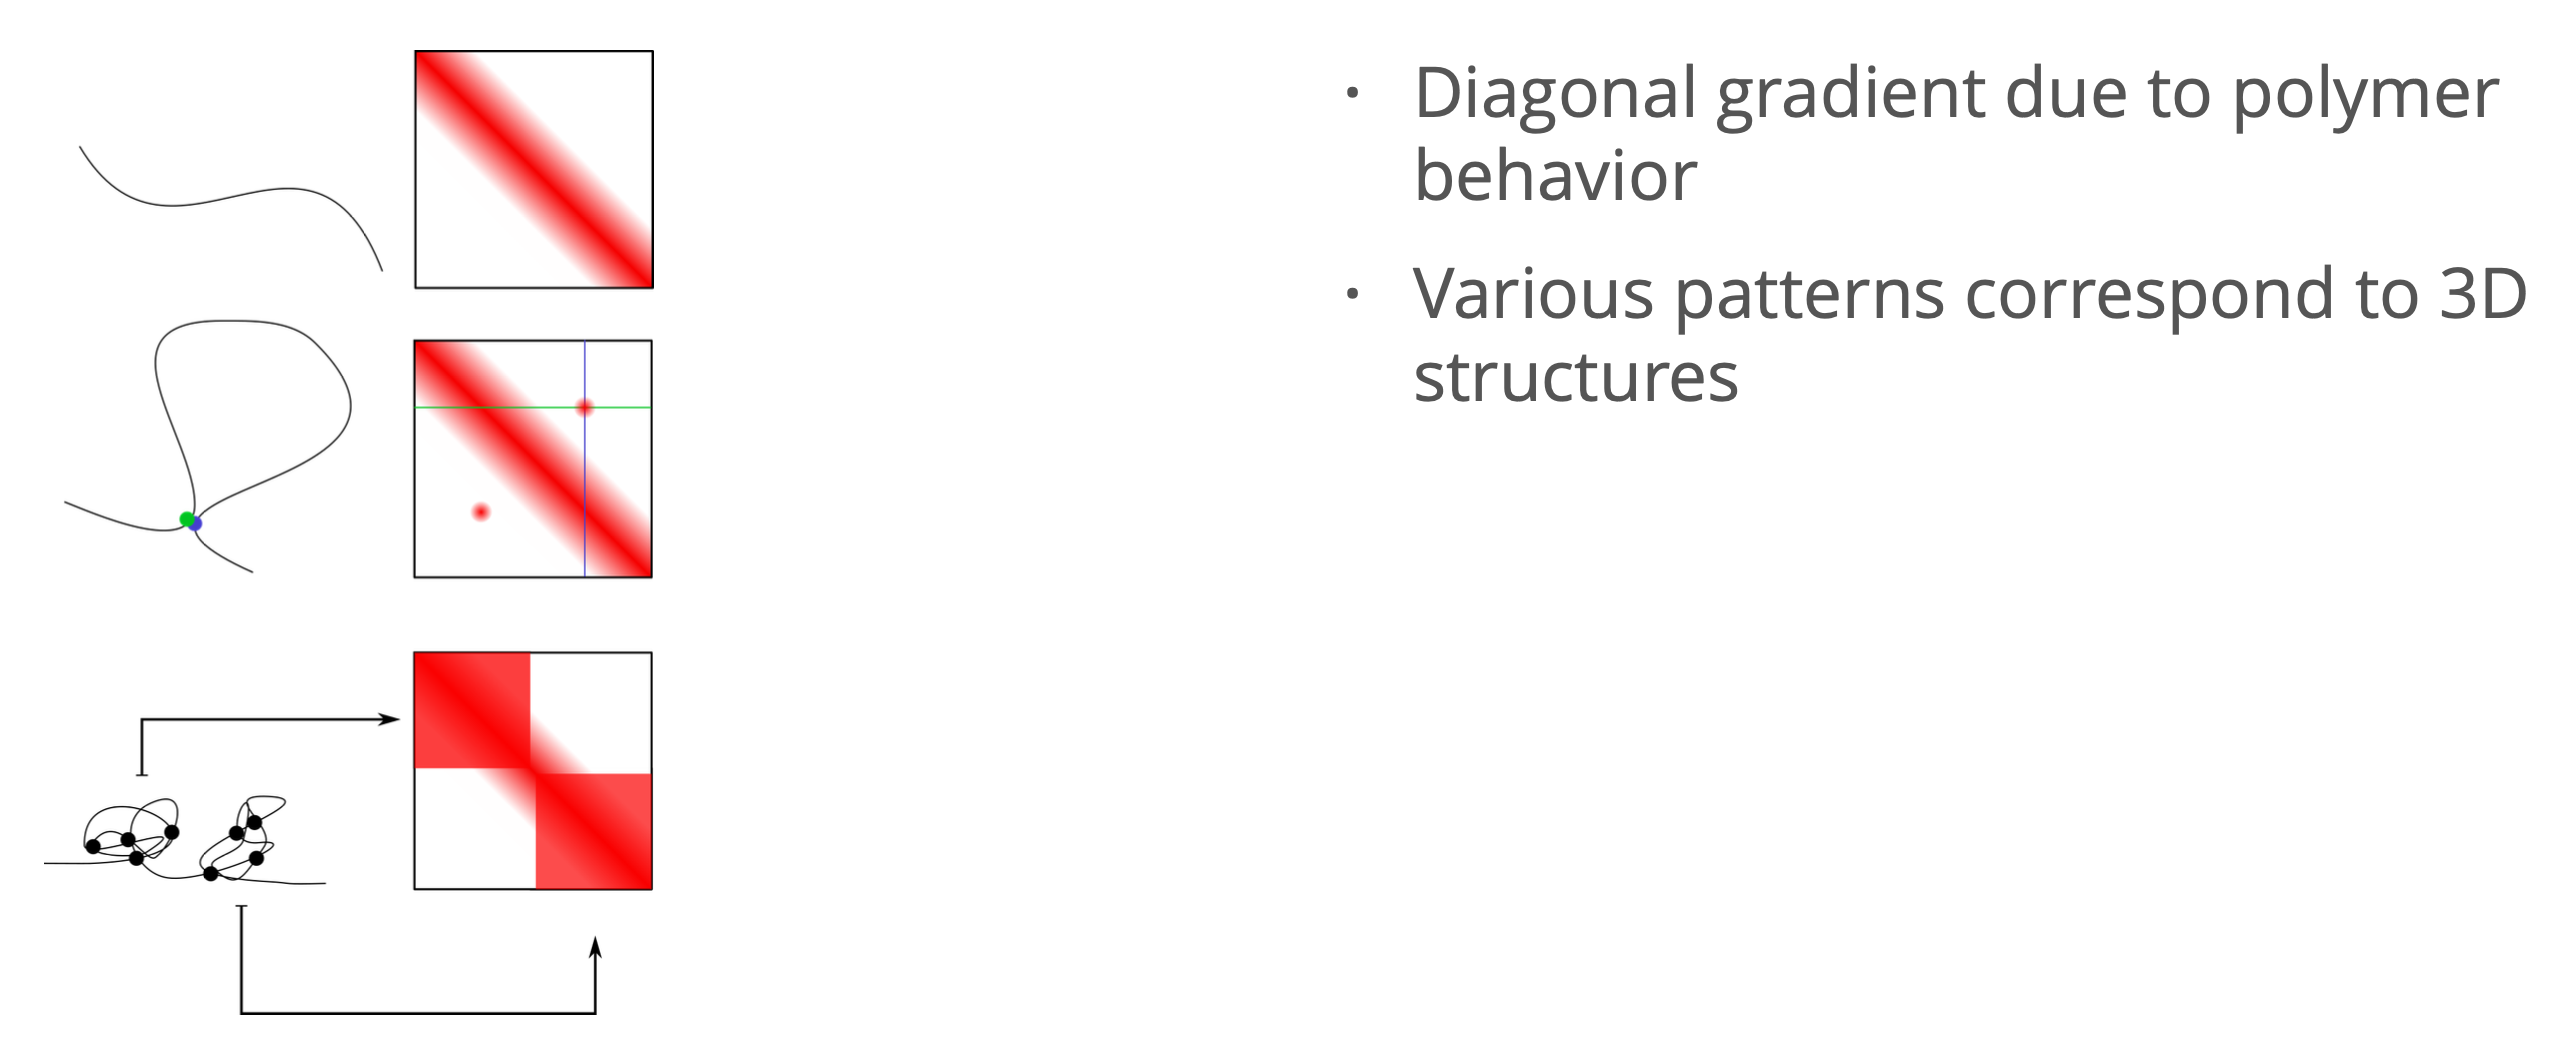 • Diagonal gradient due to polymer
behavior
• Various patterns correspond to 3D
structures